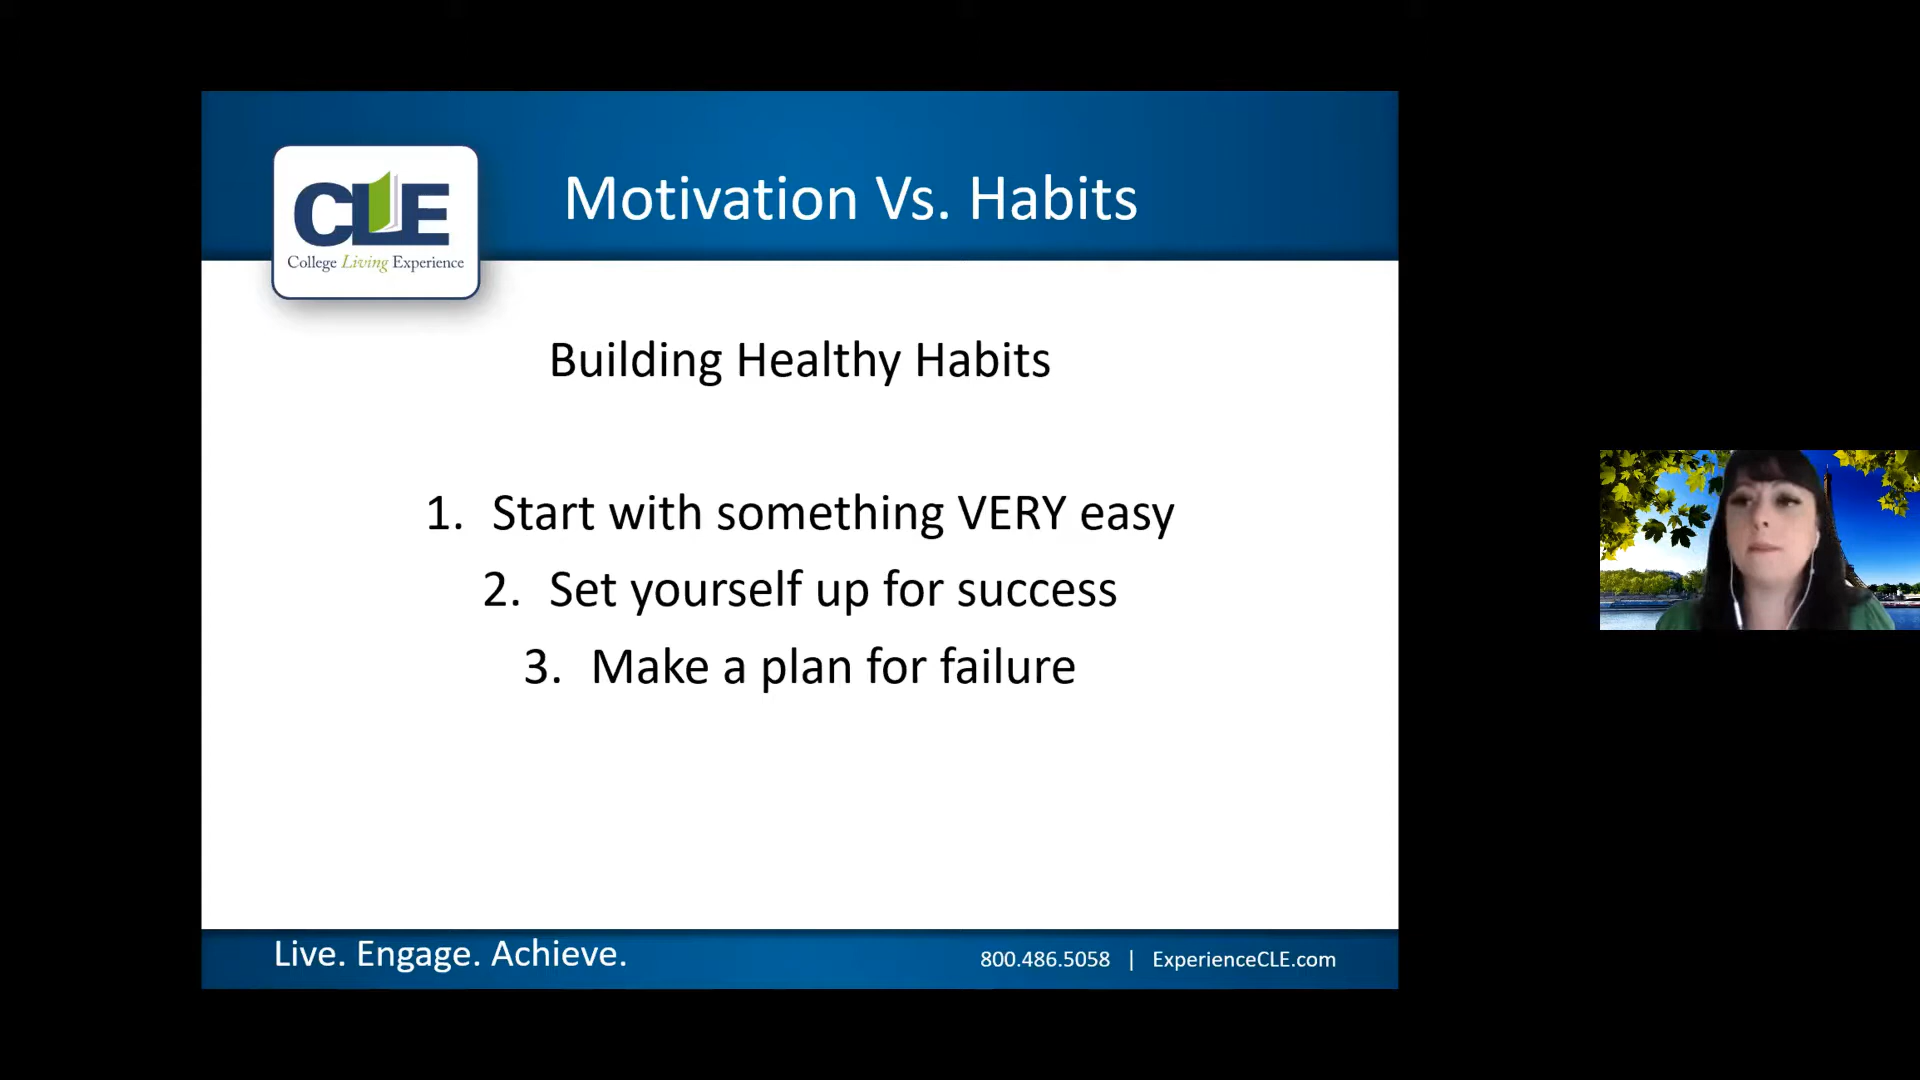 CLE
College Living Experience
Motivation Vs. Habits
Building Healthy Habits
1. Start with something VERY easy
2. Set yourself up for success
3. Make a plan for failure
Live. Engage. Achieve.
800.486.5058 | ExperienceCLE.com